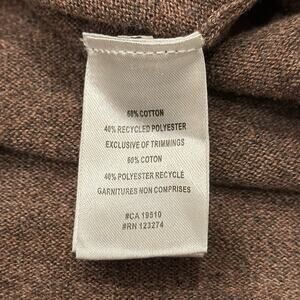 60% COTTON
40% RECYCLED POLYESTER
EXCLUSIVE OF TRIMMINGS
60% COTON
40% POLYESTER RECYCLE
GARNITURES NON COMPRISES
#CA 19510
#RN 123274